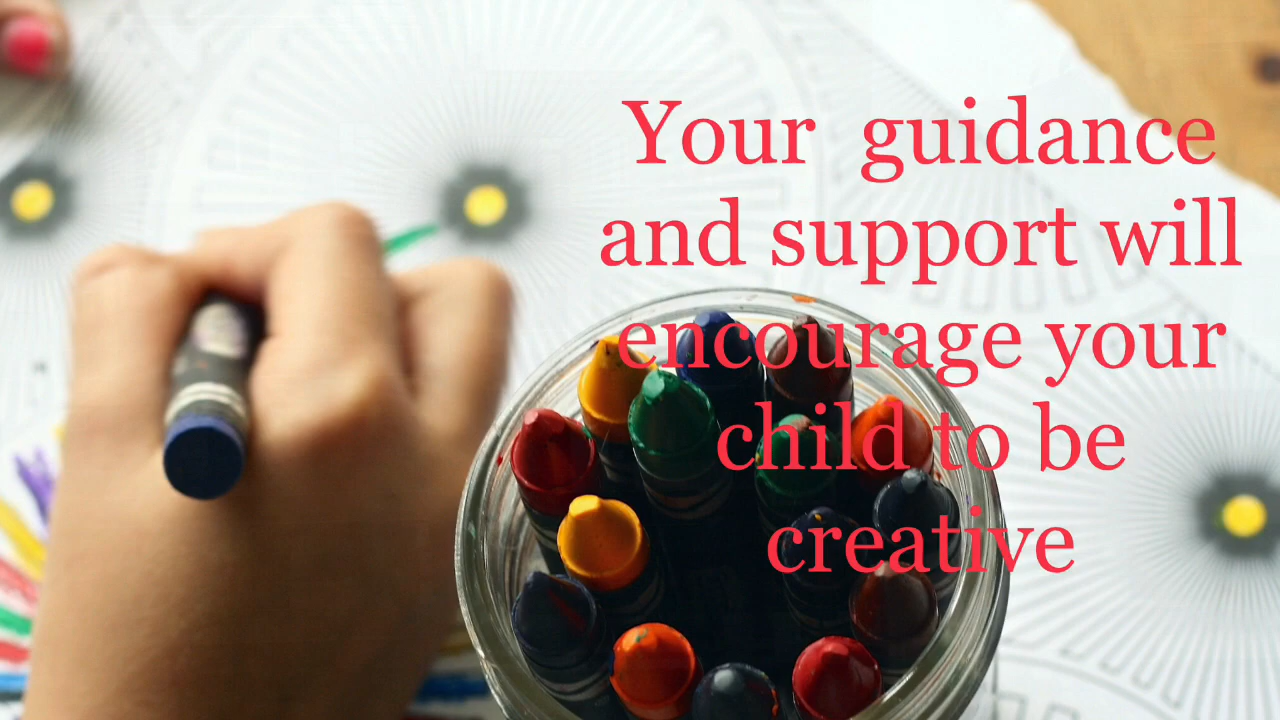 Your  guidance
and support will
encourage your
child to be
creative